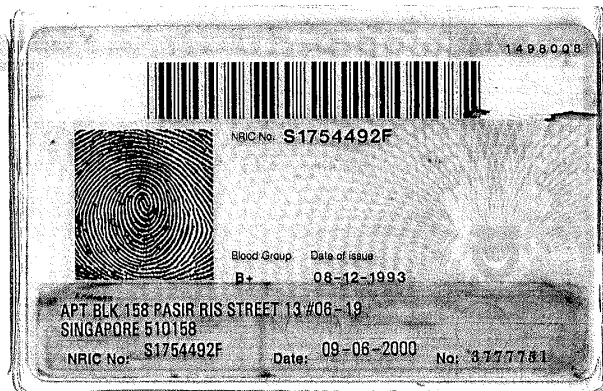 1498008
NRIC No. S1754492F
Blood Group Date of issue
B+ 08-12-1993
APT BLK 158 PASIR RIS STREET 13 #06-19
SINGAPORE 510158
NRIC No: S1754492F Date: 09-06-2000 No: 3777751